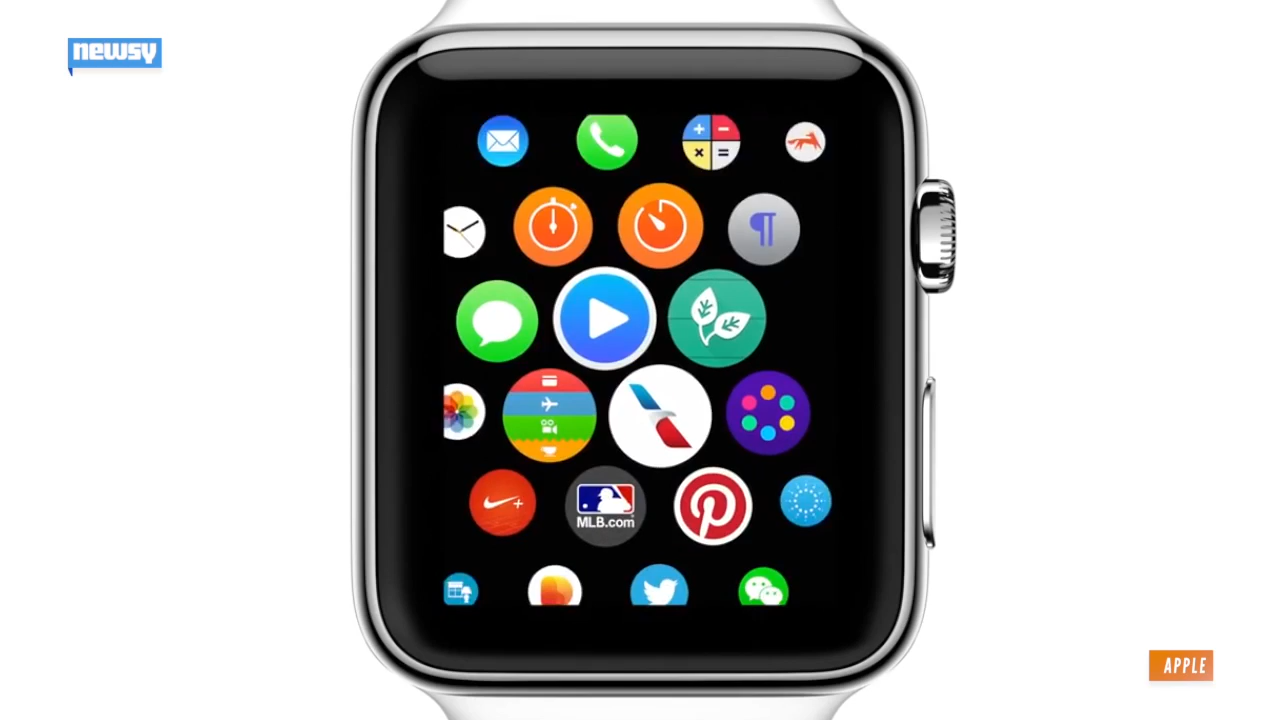 newsy
+ −
× =
¶
+
MLB.com
APPLE